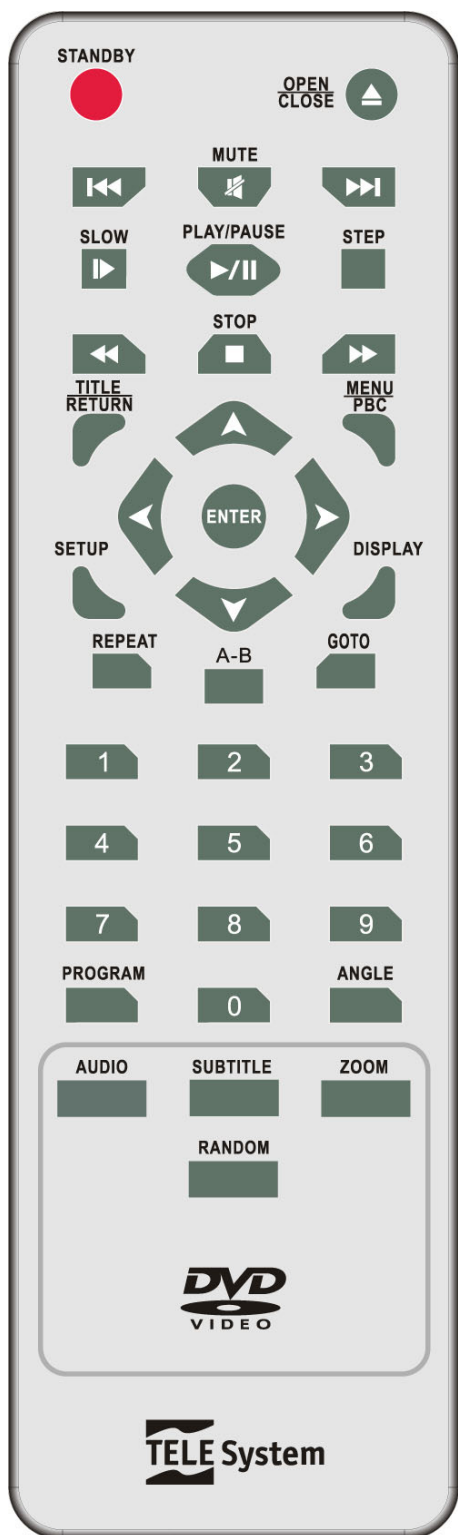 STANDBY
OPEN
CLOSE
MUTE
SLOW
PLAY/PAUSE
STEP
STOP
TITLE
RETURN
MENU
PBC
ENTER
SETUP
DISPLAY
REPEAT
A-B
GOTO
1 2 3
4 5 6
7 8 9
PROGRAM
0
ANGLE
AUDIO SUBTITLE ZOOM
RANDOM
DVD
VIDEO
TELE System